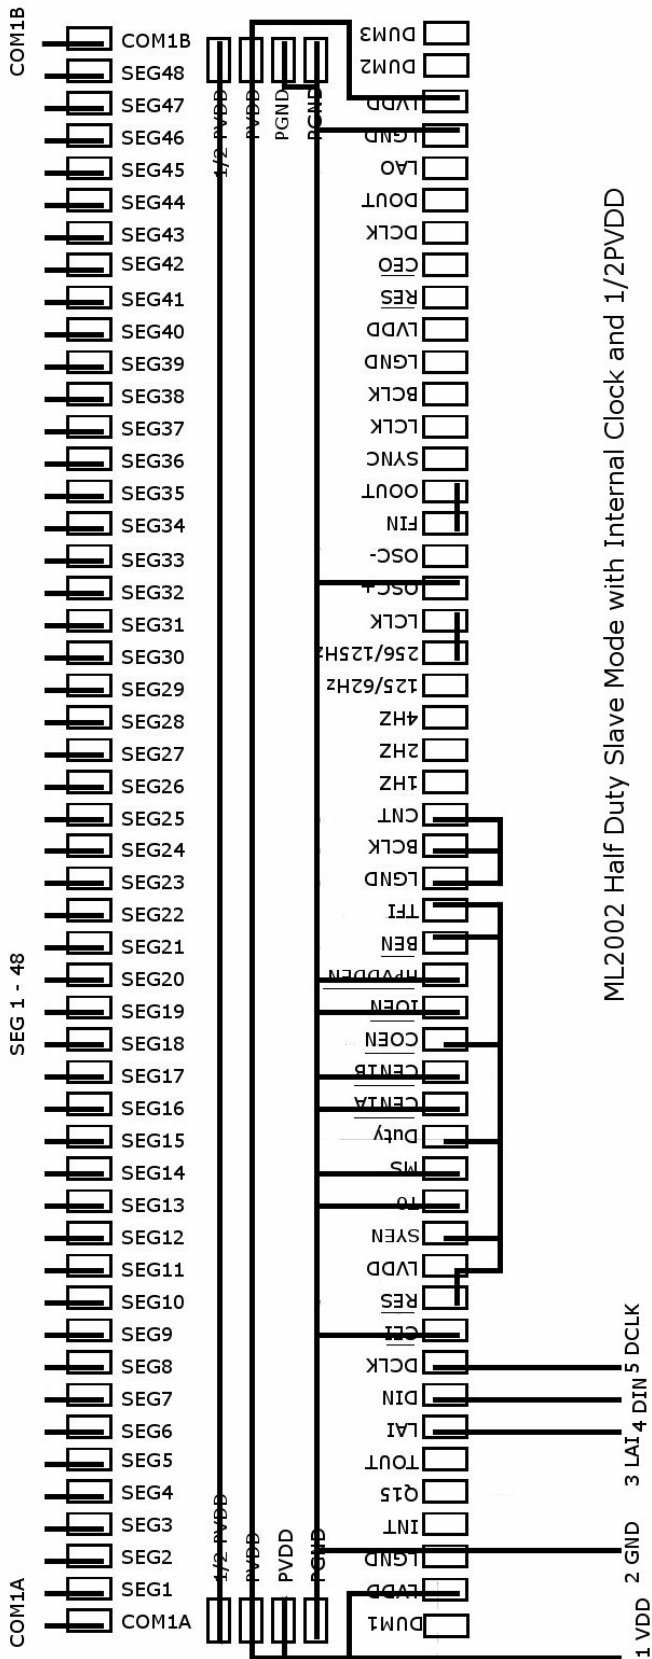 COM1B
COM1B
SEG48
SEG47
SEG46
SEG45
SEG44
SEG43
SEG42
SEG41
SEG40
SEG39
SEG38
SEG37
SEG36
SEG35
SEG34
SEG33
SEG32
SEG31
SEG30
SEG29
SEG28
SEG27
SEG26
SEG25
SEG24
SEG23
SEG22
SEG21
SEG20
SEG19
SEG18
SEG17
SEG16
SEG15
SEG14
SEG13
SEG12
SEG11
SEG10
SEG9
SEG8
SEG7
SEG6
SEG5
SEG4
SEG3
SEG2
SEG1
COM1A
SEG 1 - 48
COM1A
1/2 PVDD
PVDD
PGND
PGND
1/2 PVDD
PVDD
PVDD
PGND
DUM3
DUM2
LVDD
LGND
LAO
DOUT
DCLK
CEO
RES
LVDD
LGND
BCLK
LCLK
SYNC
OOUT
FIN
OSC-
OSC+
LCLK
256/125Hz
125/62Hz
4HZ
2HZ
1HZ
CNT
BCLK
LGND
TFI
BEN
HPVDDEN
IOEN
COEN
CEN1B
CEN1A
Duty
MS
T0
SYEN
LVDD
RES
CEI
DCLK
DIN
LAI
TOUT
Q15
INT
LGND
LVDD
DUM1
ML2002 Half Duty Slave Mode with Internal Clock and 1/2PVDD
5 DCLK
4 DIN
3 LAI
2 GND
1 VDD